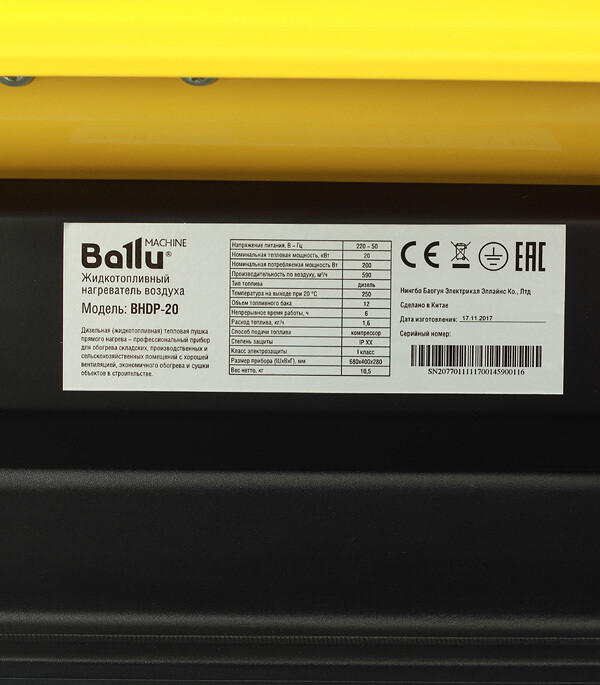 Ballu® MACHINE
Жидкотопливный
нагреватель воздуха
Модель: BHDP-20
Дизельная (жидкотопливная) тепловая пушка
прямого нагрева – профессиональный прибор
для обогрева складских, производственных и
сельскохозяйственных помещений с хорошей
вентиляцией, экономичного обогрева и сушки
объектов в строительстве.
Напряжение питания, В – Гц 220 – 50
Номинальная тепловая мощность, кВт 20
Номинальная потребляемая мощность Вт 200
Производительность по воздуху, м³/ч 590
Тип топлива дизель
Температура на выходе при 20 °С 250
Объем топливного бака 12
Непрерывное время работы, ч 6
Расход топлива, кг/ч 1,6
Способ подачи топлива компрессор
Степень защиты IP XX
Класс электрозащиты I класс
Размер прибора (ШхВхГ), мм 680x400x280
Вес нетто, кг 10,5
CE EAC
Нингбо Баогун Электрикал Эплайнс Ко., Лтд
Сделано в Китае
Дата изготовления: 17.11.2017
Серийный номер:
SN2077011111700145900116